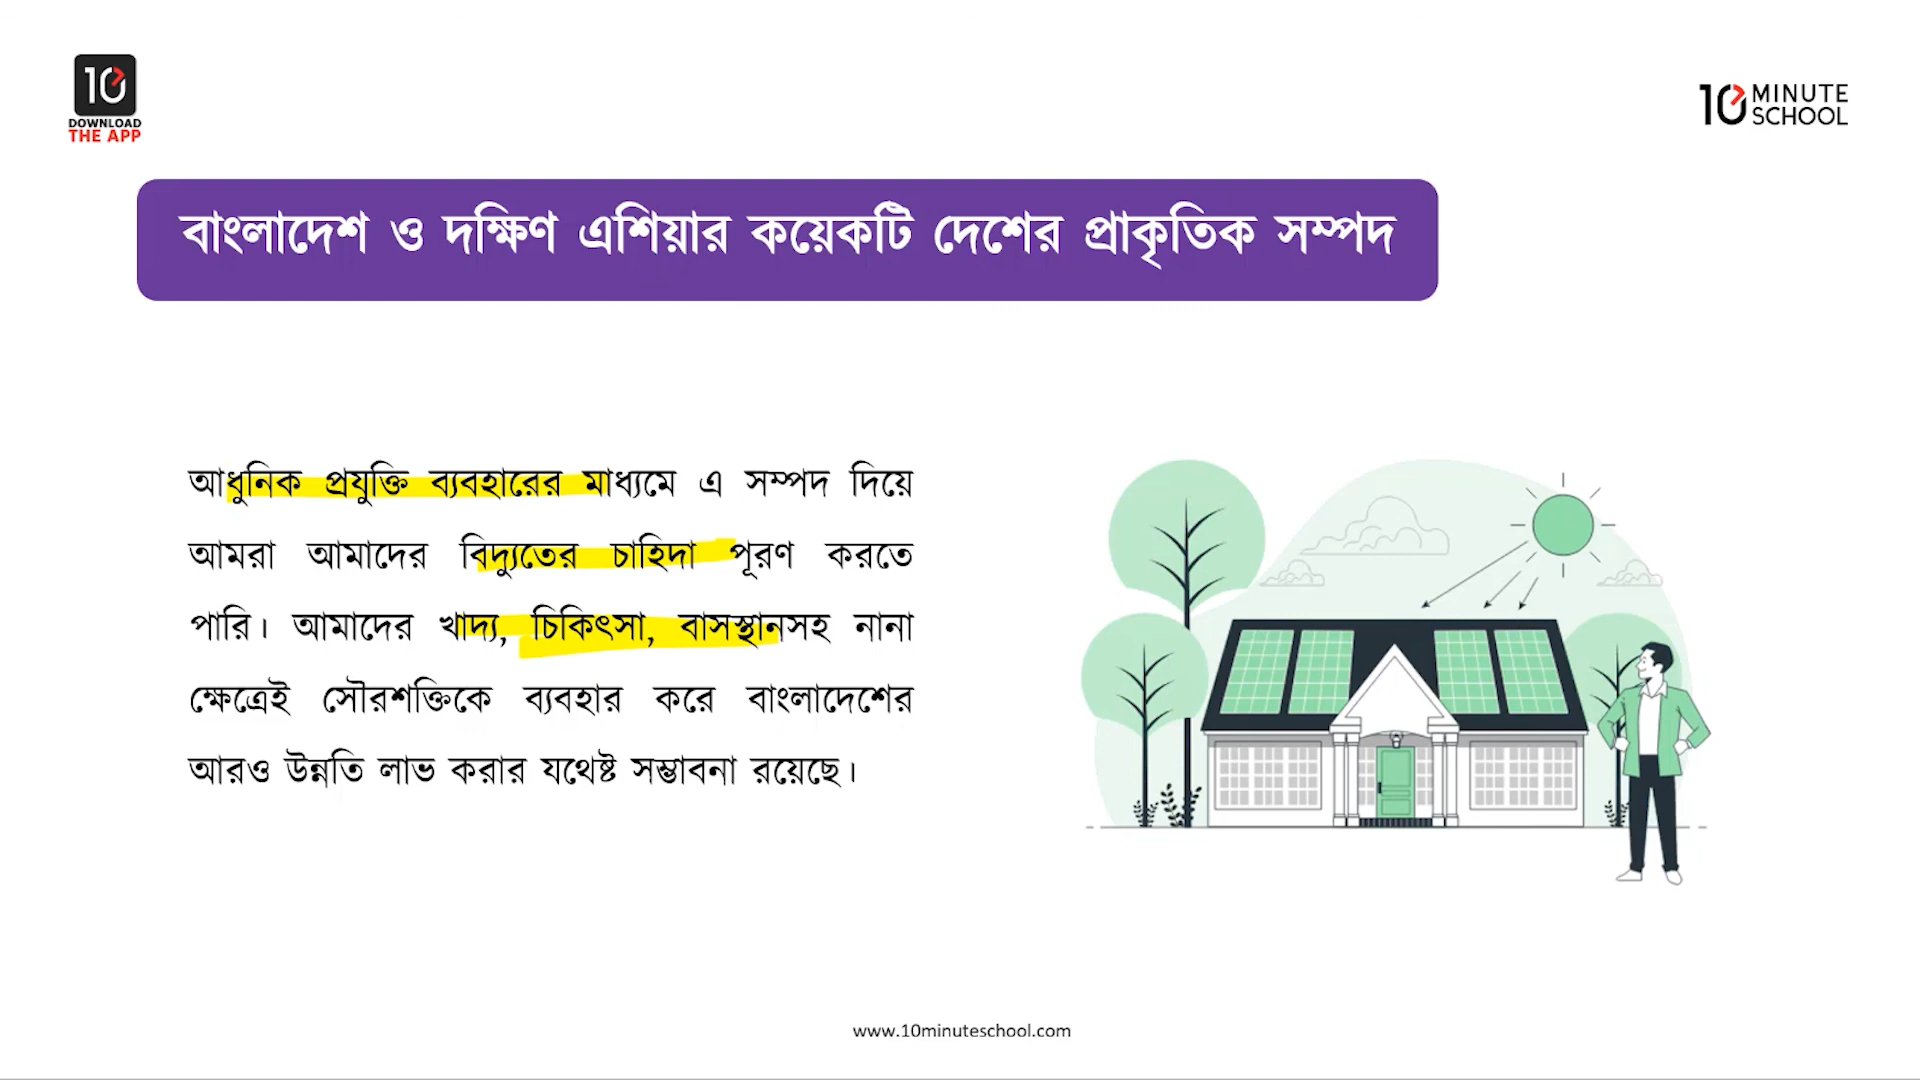 10
DOWNLOAD
THE APP
10 MINUTE
SCHOOL
বাংলাদেশ ও দক্ষিণ এশিয়ার কয়েকটি দেশের প্রাকৃতিক সম্পদ
আধুনিক প্রযুক্তি ব্যবহারের মাধ্যমে এ সম্পদ দিয়ে
আমরা আমাদের বিদ্যুতের চাহিদা পূরণ করতে
পারি। আমাদের খাদ্য, চিকিৎসা, বাসস্থানসহ নানা
ক্ষেত্রেই সৌরশক্তিকে ব্যবহার করে বাংলাদেশের
আরও উন্নতি লাভ করার যথেষ্ট সম্ভাবনা রয়েছে।
www.10minuteschool.com